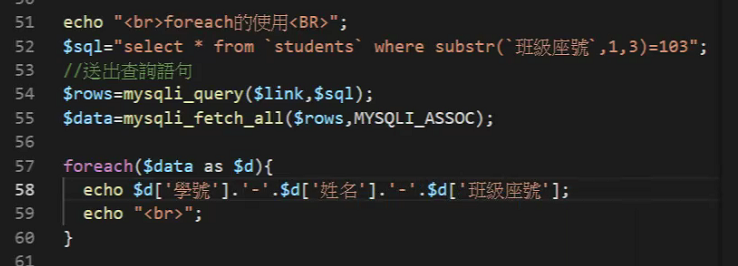 51 echo "<br>foreach的使用<BR>";
52 $sql="select * from `students` where substr(`班級座號`,1,3)=103";
53 //送出查詢語句
54 $rows=mysqli_query($link,$sql);
55 $data=mysqli_fetch_all($rows,MYSQLI_ASSOC);
56
57 foreach($data as $d){
58 echo $d['學號'].'-'.$d['姓名'].'-'.$d['班級座號'];
59 echo "<br>";
60 }
61